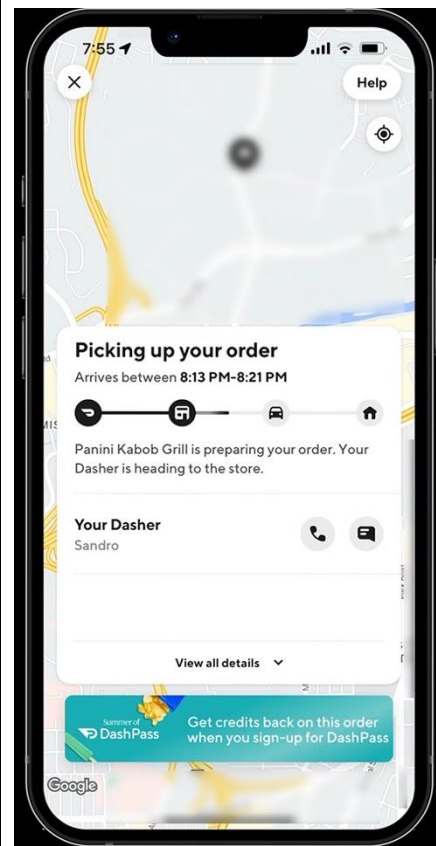 7:55
Help
Picking up your order
Arrives between 8:13 PM-8:21 PM
Panini Kabob Grill is preparing your order. Your
Dasher is heading to the store.
Your Dasher
Sandro
View all details
Summer of
DashPass
Get credits back on this order
when you sign-up for DashPass
Google